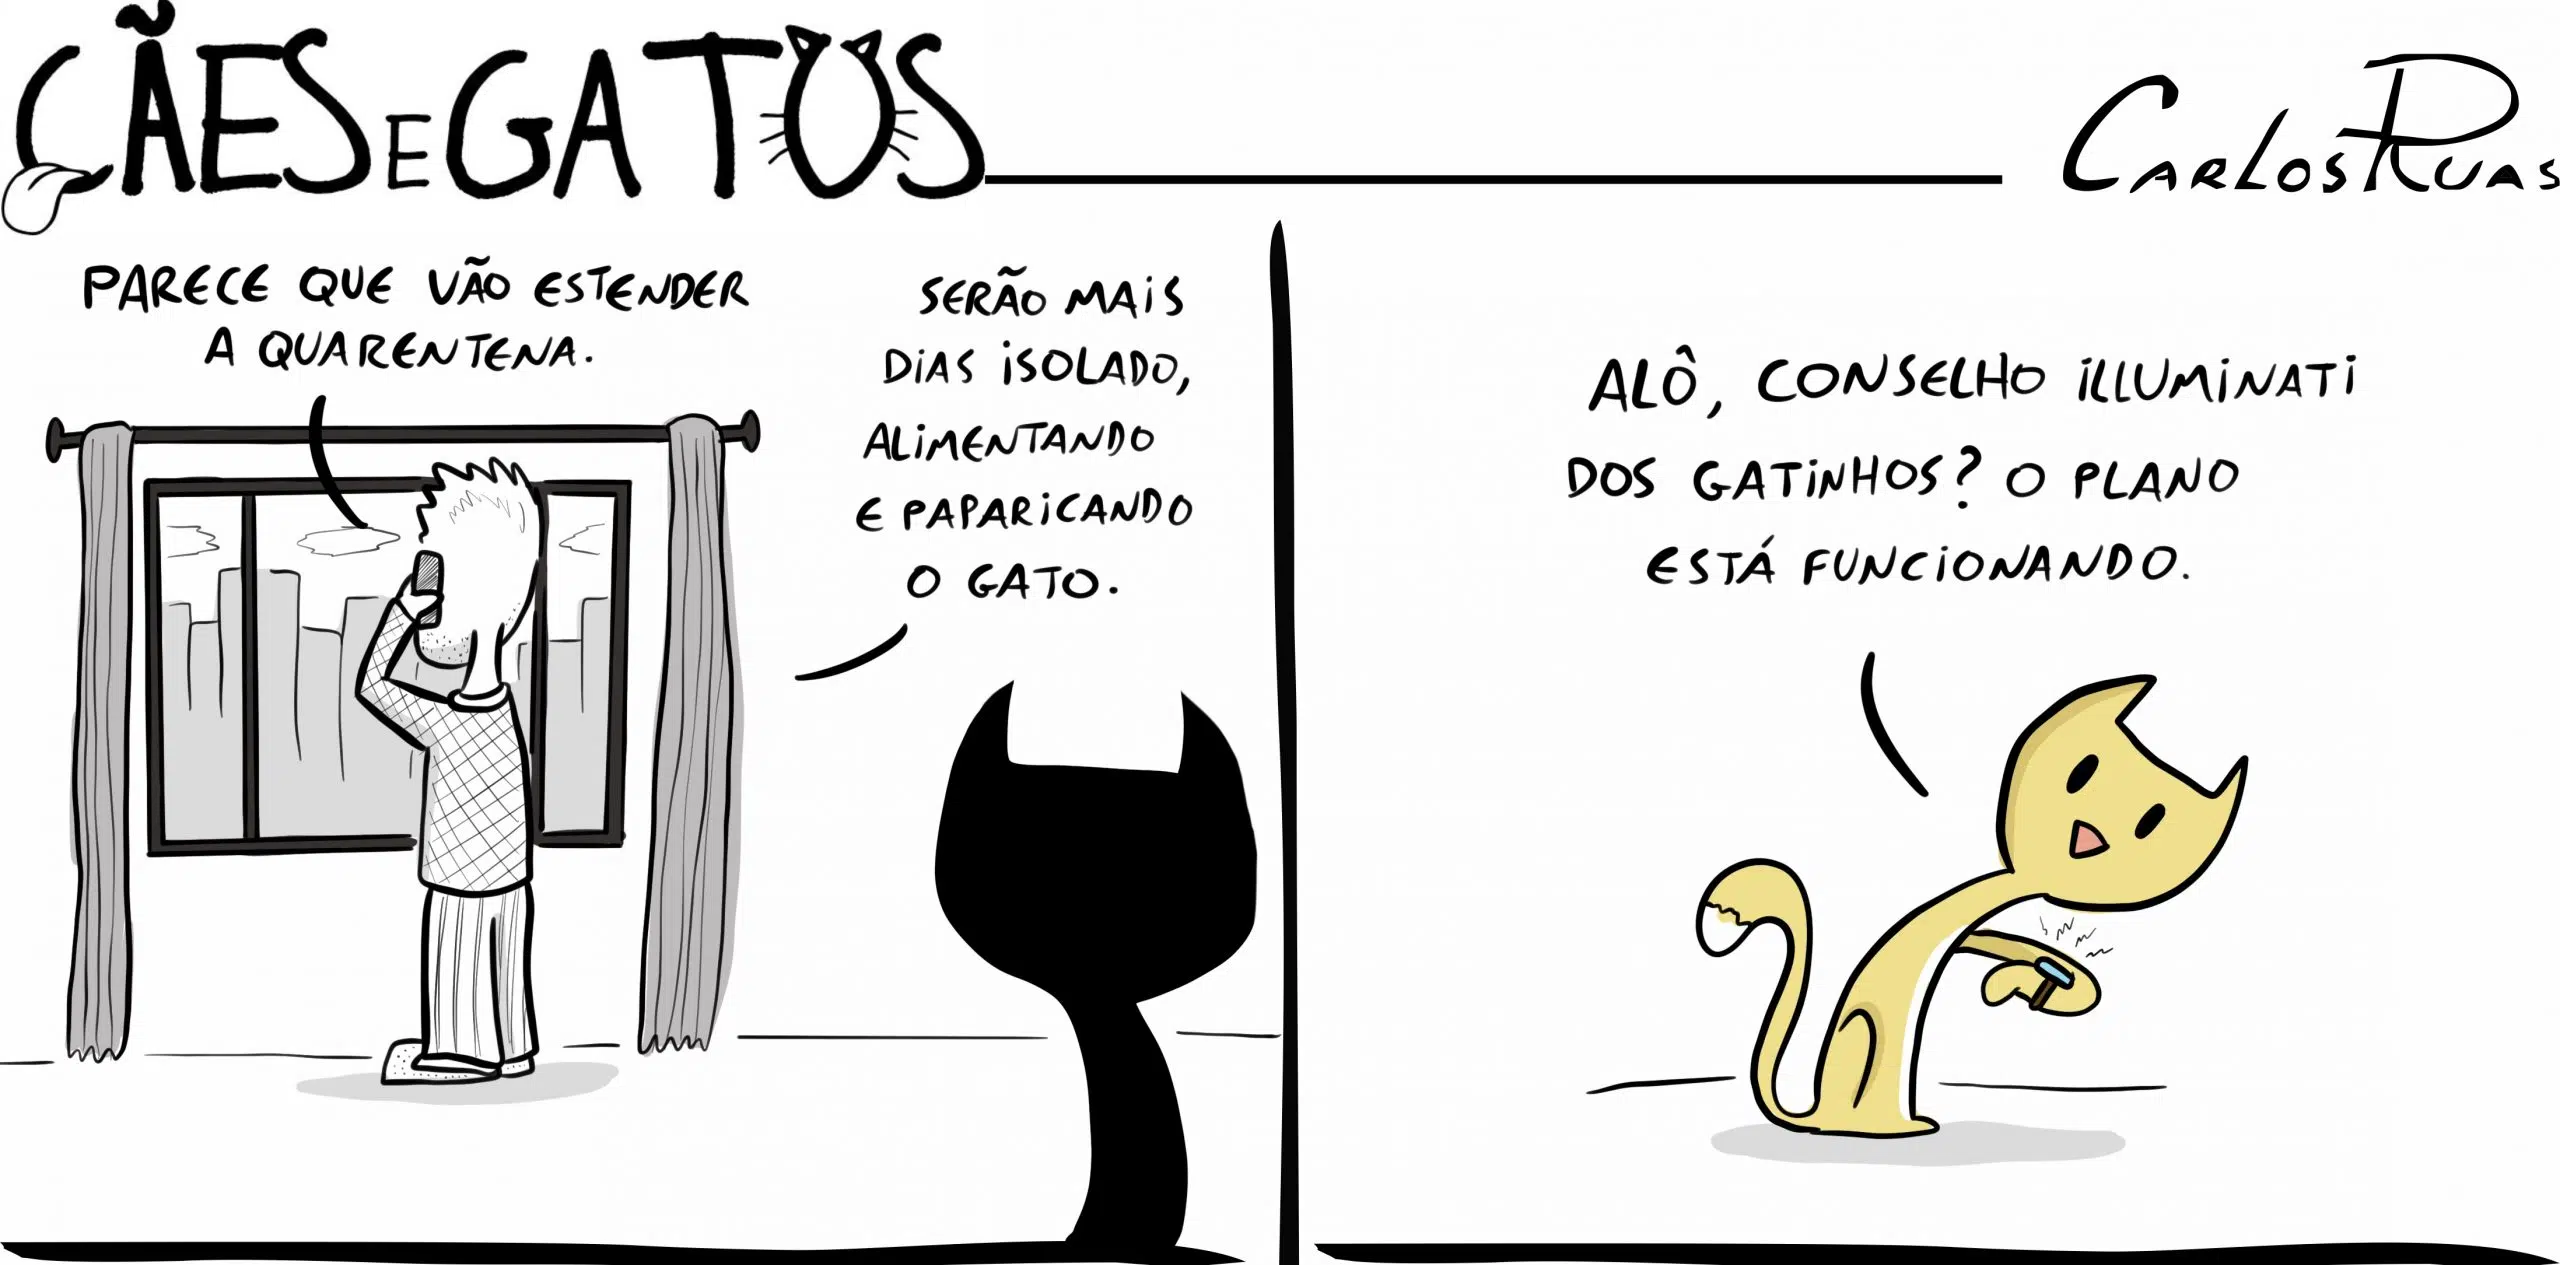 CÃES E GATOS
CARLOS RUAS
PARECE QUE VÃO ESTENDER
A QUARENTENA.
SERÃO MAIS
DIAS ISOLADO,
ALIMENTANDO
E PAPARICANDO
O GATO.
ALÔ, CONSELHO ILLUMINATI
DOS GATINHOS? O PLANO
ESTÁ FUNCIONANDO.